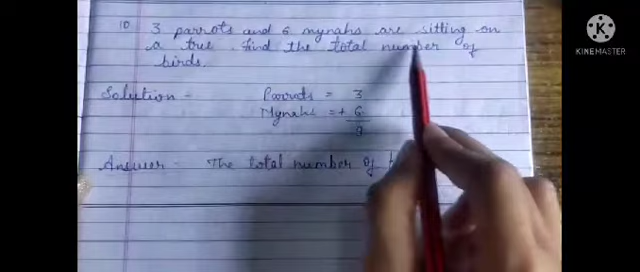 10 3 parrots and 6 mynahs are sitting on
a tree. Find the total number of
birds.
Solution -
Parrots = 3
Mynahs = + 6
9
Answer - The total number of
KINEMASTER